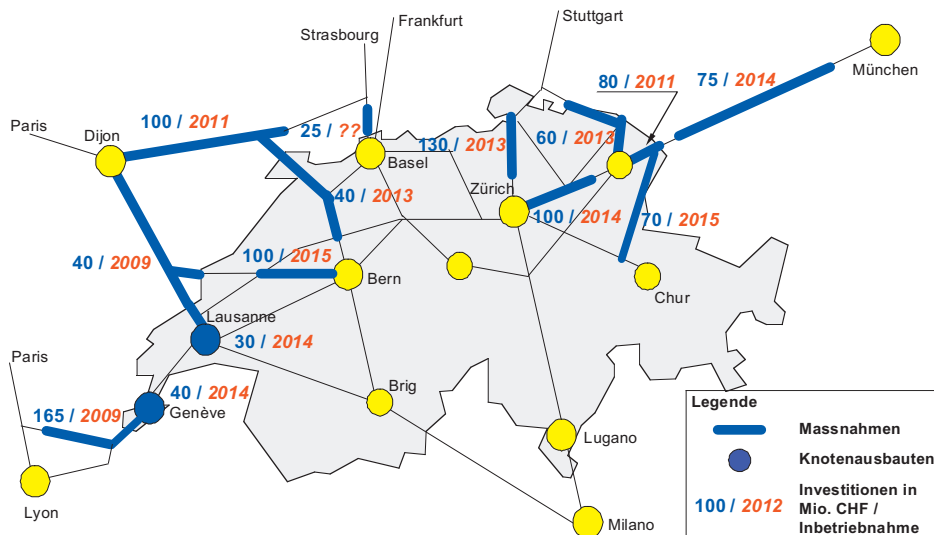 Stuttgart
Frankfurt
Strasbourg
München
80 / 2011
75 / 2014
100 / 2011
Paris
Dijon
25 / ??
130 / 2013
60 / 2013
Basel
Zürich
40 / 2013
100 / 2014
70 / 2015
40 / 2009
100 / 2015
Bern
Chur
Lausanne
30 / 2014
Paris
40 / 2014
Brig
165 / 2009
Genève
Lugano
Lyon
Milano
Legende
Massnahmen
Knotenausbauten
100 / 2012
Investitionen in
Mio. CHF /
Inbetriebnahme